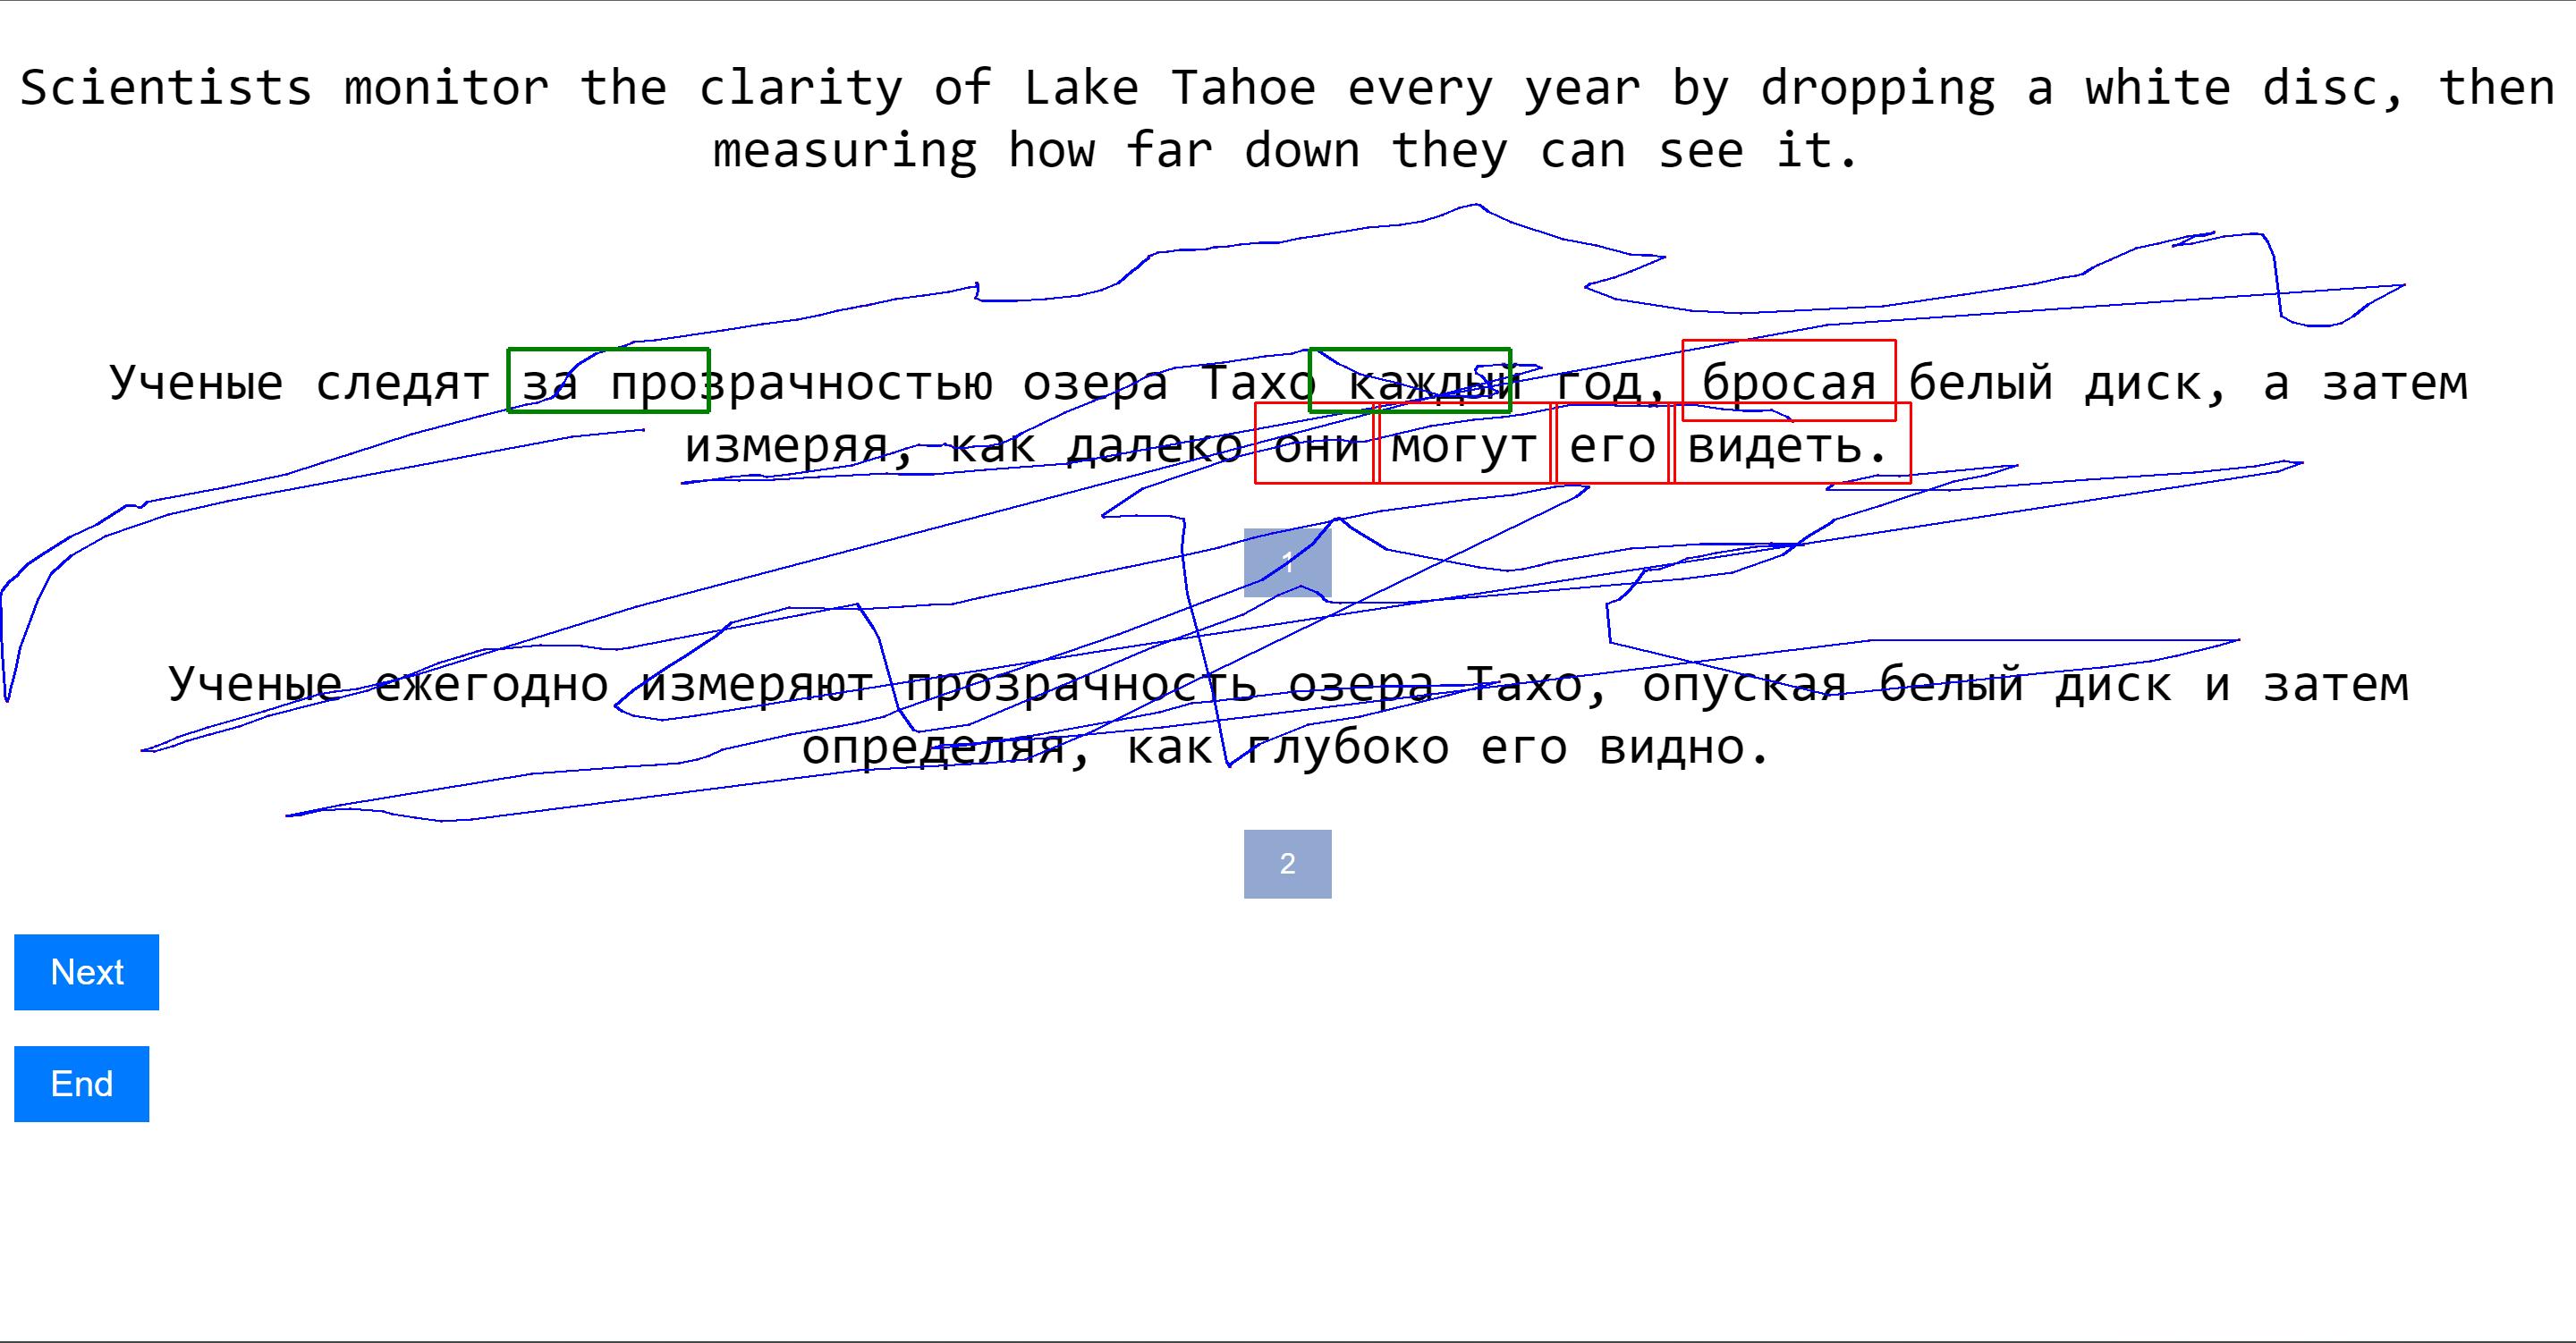 Scientists monitor the clarity of Lake Tahoe every year by dropping a white disc, then
measuring how far down they can see it.
Ученые следят за прозрачностью озера Тахо каждый год, бросая белый диск, а затем
измеряя, как далеко они могут его видеть.
1
Ученые ежегодно измеряют прозрачность озера Тахо, опуская белый диск и затем
определяя, как глубоко его видно.
2
Next
End